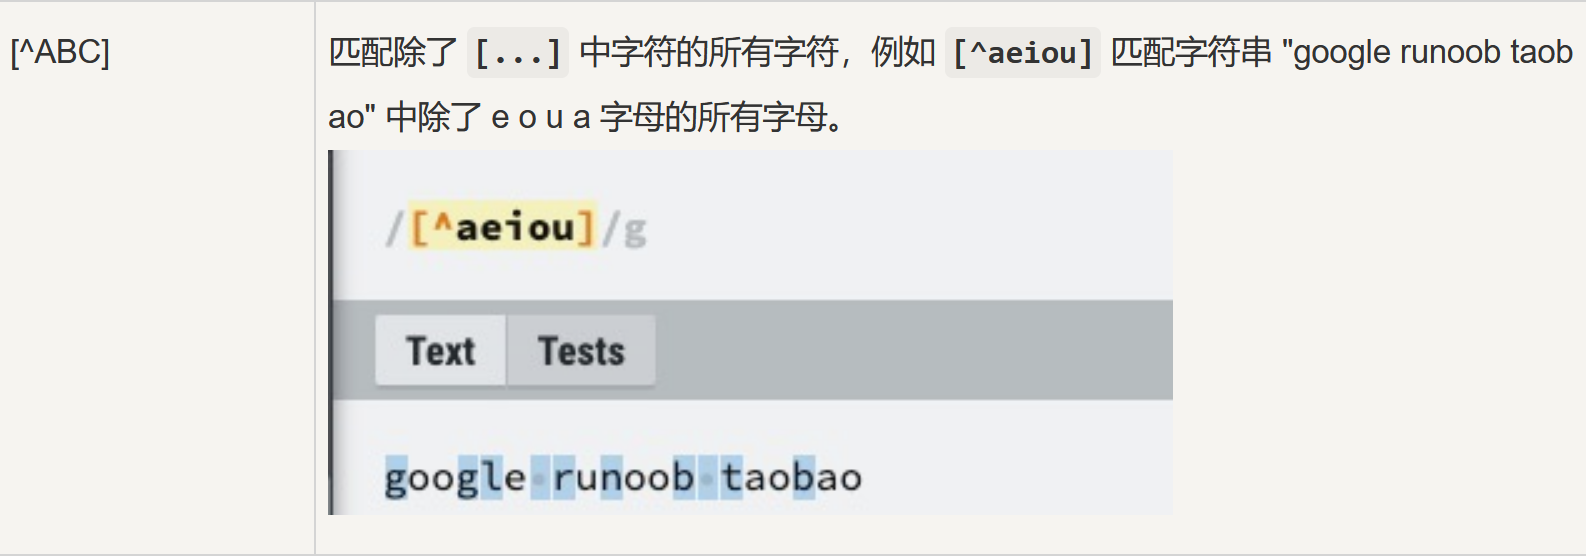 [^ABC]
匹配除了 [...] 中字符的所有字符，例如 [^aeiou] 匹配字符串 "google runoob taob
ao" 中除了 e o u a 字母的所有字母。
/[^aeiou]/g
Text Tests
google·runoob·taobao